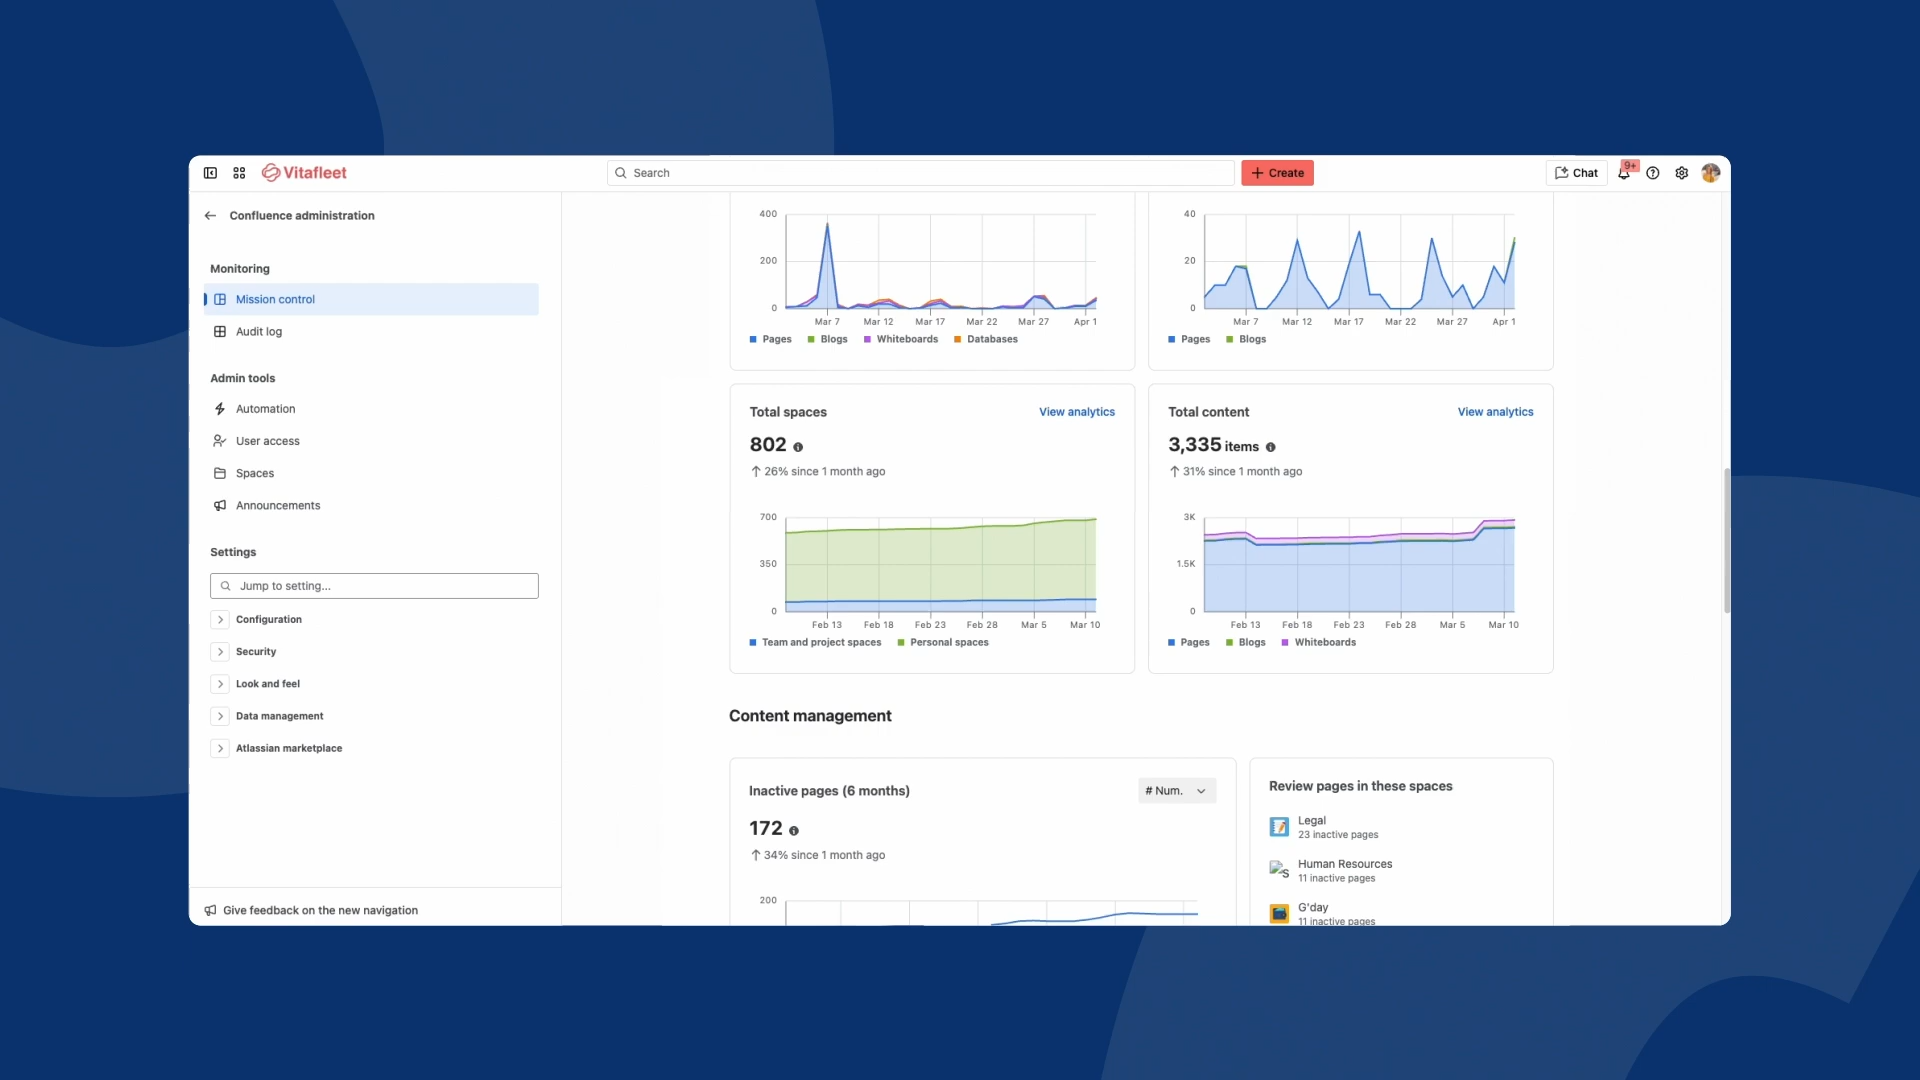 Vitafleet
Search
Create
Chat
9+
Confluence administration
Monitoring
Mission control
Audit log
Admin tools
Automation
User access
Spaces
Announcements
Settings
Jump to setting...
Configuration
Security
Look and feel
Data management
Atlassian marketplace
Give feedback on the new navigation
400
200
0
Mar 7 Mar 12 Mar 17 Mar 22 Mar 27 Apr 1
Pages Blogs Whiteboards Databases
40
20
0
Mar 7 Mar 12 Mar 17 Mar 22 Mar 27 Apr 1
Pages Blogs
Total spaces View analytics
802
26% since 1 month ago
700
350
0
Feb 13 Feb 18 Feb 23 Feb 28 Mar 5 Mar 10
Team and project spaces Personal spaces
Total content View analytics
3,335 items
31% since 1 month ago
3K
1.5K
0
Feb 13 Feb 18 Feb 23 Feb 28 Mar 5 Mar 10
Pages Blogs Whiteboards
Content management
Inactive pages (6 months) # Num.
172
34% since 1 month ago
200
Review pages in these spaces
Legal
23 inactive pages
S
Human Resources
11 inactive pages
G'day
11 inactive pages